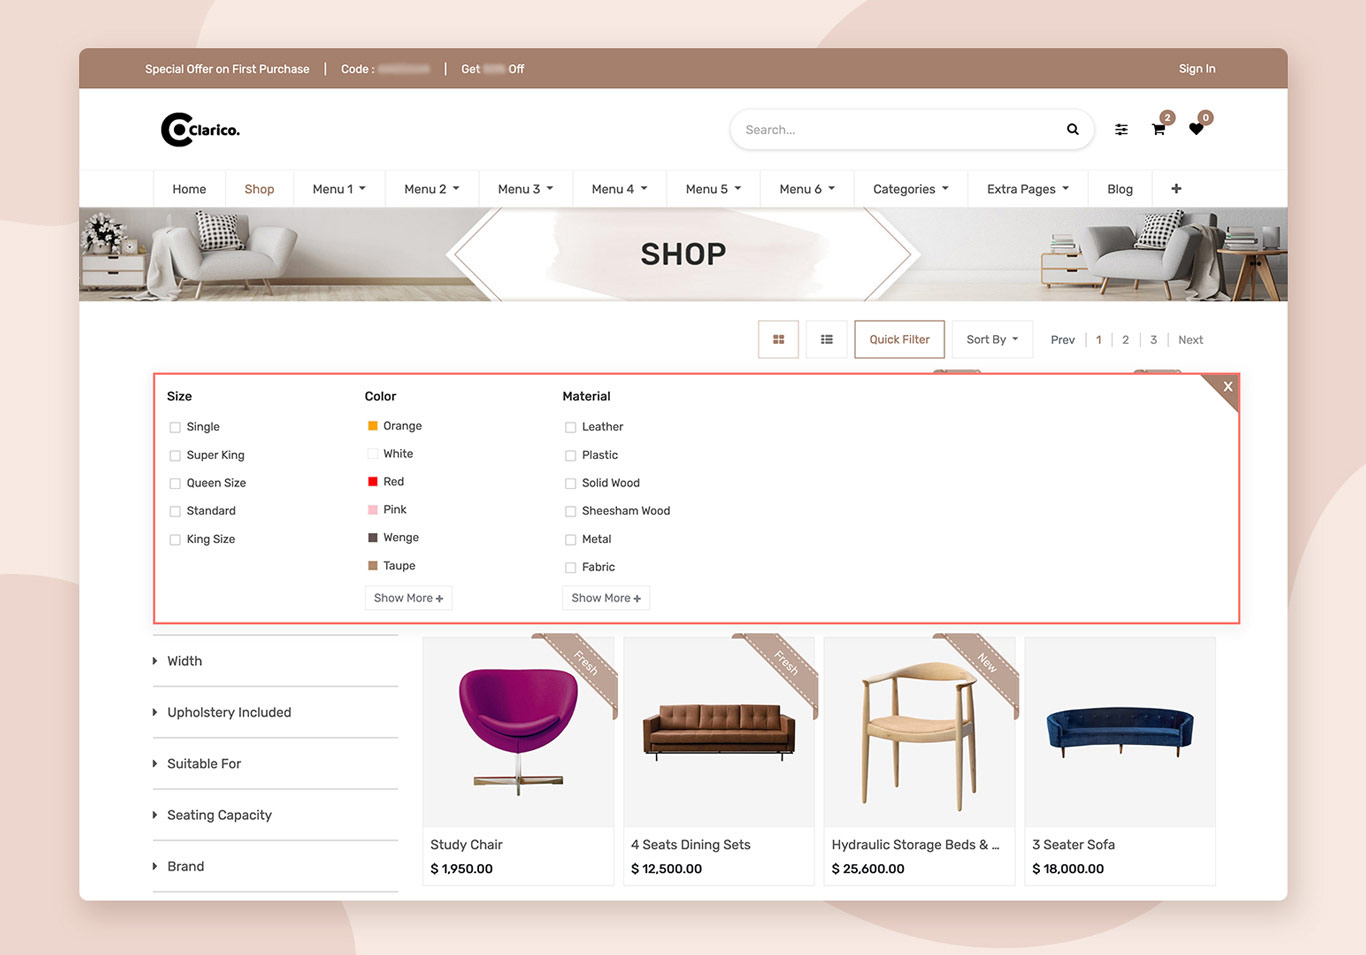 Special Offer on First Purchase | Code : | Get Off
Sign In
Clarico.
Search...
2
0
Home
Shop
Menu 1
Menu 2
Menu 3
Menu 4
Menu 5
Menu 6
Categories
Extra Pages
Blog
+
SHOP
Quick Filter
Sort By
Prev | 1 | 2 | 3 | Next
X
Size
Single
Super King
Queen Size
Standard
King Size
Color
Orange
White
Red
Pink
Wenge
Taupe
Show More +
Material
Leather
Plastic
Solid Wood
Sheesham Wood
Metal
Fabric
Show More +
Width
Upholstery Included
Suitable For
Seating Capacity
Brand
Fresh
Study Chair
$ 1,950.00
Fresh
4 Seats Dining Sets
$ 12,500.00
New
Hydraulic Storage Beds & ...
$ 25,600.00
3 Seater Sofa
$ 18,000.00